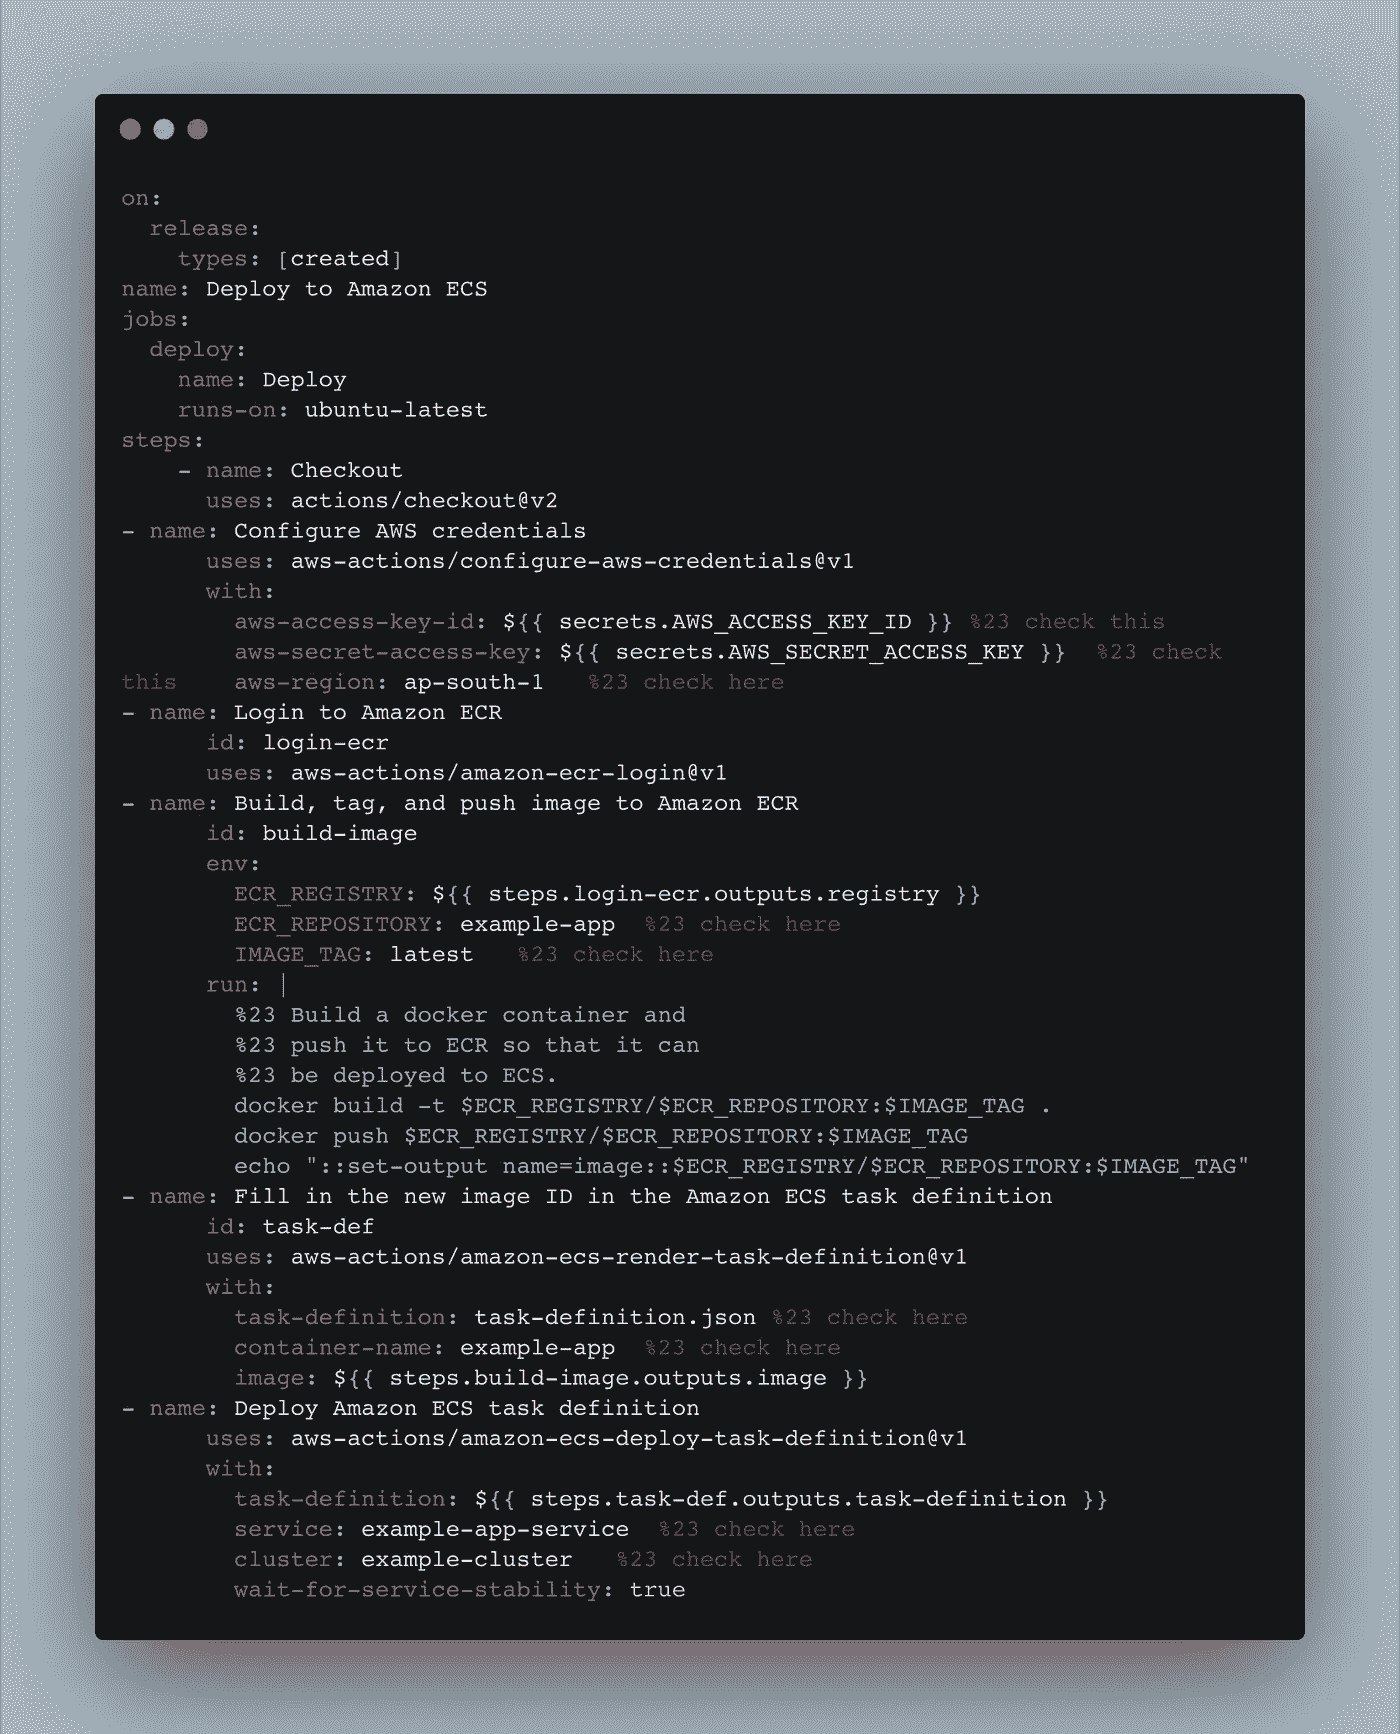 on:
  release:
    types: [created]
name: Deploy to Amazon ECS
jobs:
  deploy:
    name: Deploy
    runs-on: ubuntu-latest
steps:
    - name: Checkout
      uses: actions/checkout@v2
- name: Configure AWS credentials
      uses: aws-actions/configure-aws-credentials@v1
      with:
        aws-access-key-id: ${{ secrets.AWS_ACCESS_KEY_ID }} %23 check this
        aws-secret-access-key: ${{ secrets.AWS_SECRET_ACCESS_KEY }}  %23 check
this    aws-region: ap-south-1   %23 check here
- name: Login to Amazon ECR
      id: login-ecr
      uses: aws-actions/amazon-ecr-login@v1
- name: Build, tag, and push image to Amazon ECR
      id: build-image
      env:
        ECR_REGISTRY: ${{ steps.login-ecr.outputs.registry }}
        ECR_REPOSITORY: example-app  %23 check here
        IMAGE_TAG: latest   %23 check here
      run: |
        %23 Build a docker container and
        %23 push it to ECR so that it can
        %23 be deployed to ECS.
        docker build -t $ECR_REGISTRY/$ECR_REPOSITORY:$IMAGE_TAG .
        docker push $ECR_REGISTRY/$ECR_REPOSITORY:$IMAGE_TAG
        echo "::set-output name=image::$ECR_REGISTRY/$ECR_REPOSITORY:$IMAGE_TAG"
- name: Fill in the new image ID in the Amazon ECS task definition
      id: task-def
      uses: aws-actions/amazon-ecs-render-task-definition@v1
      with:
        task-definition: task-definition.json %23 check here
        container-name: example-app  %23 check here
        image: ${{ steps.build-image.outputs.image }}
- name: Deploy Amazon ECS task definition
      uses: aws-actions/amazon-ecs-deploy-task-definition@v1
      with:
        task-definition: ${{ steps.task-def.outputs.task-definition }}
        service: example-app-service  %23 check here
        cluster: example-cluster   %23 check here
        wait-for-service-stability: true